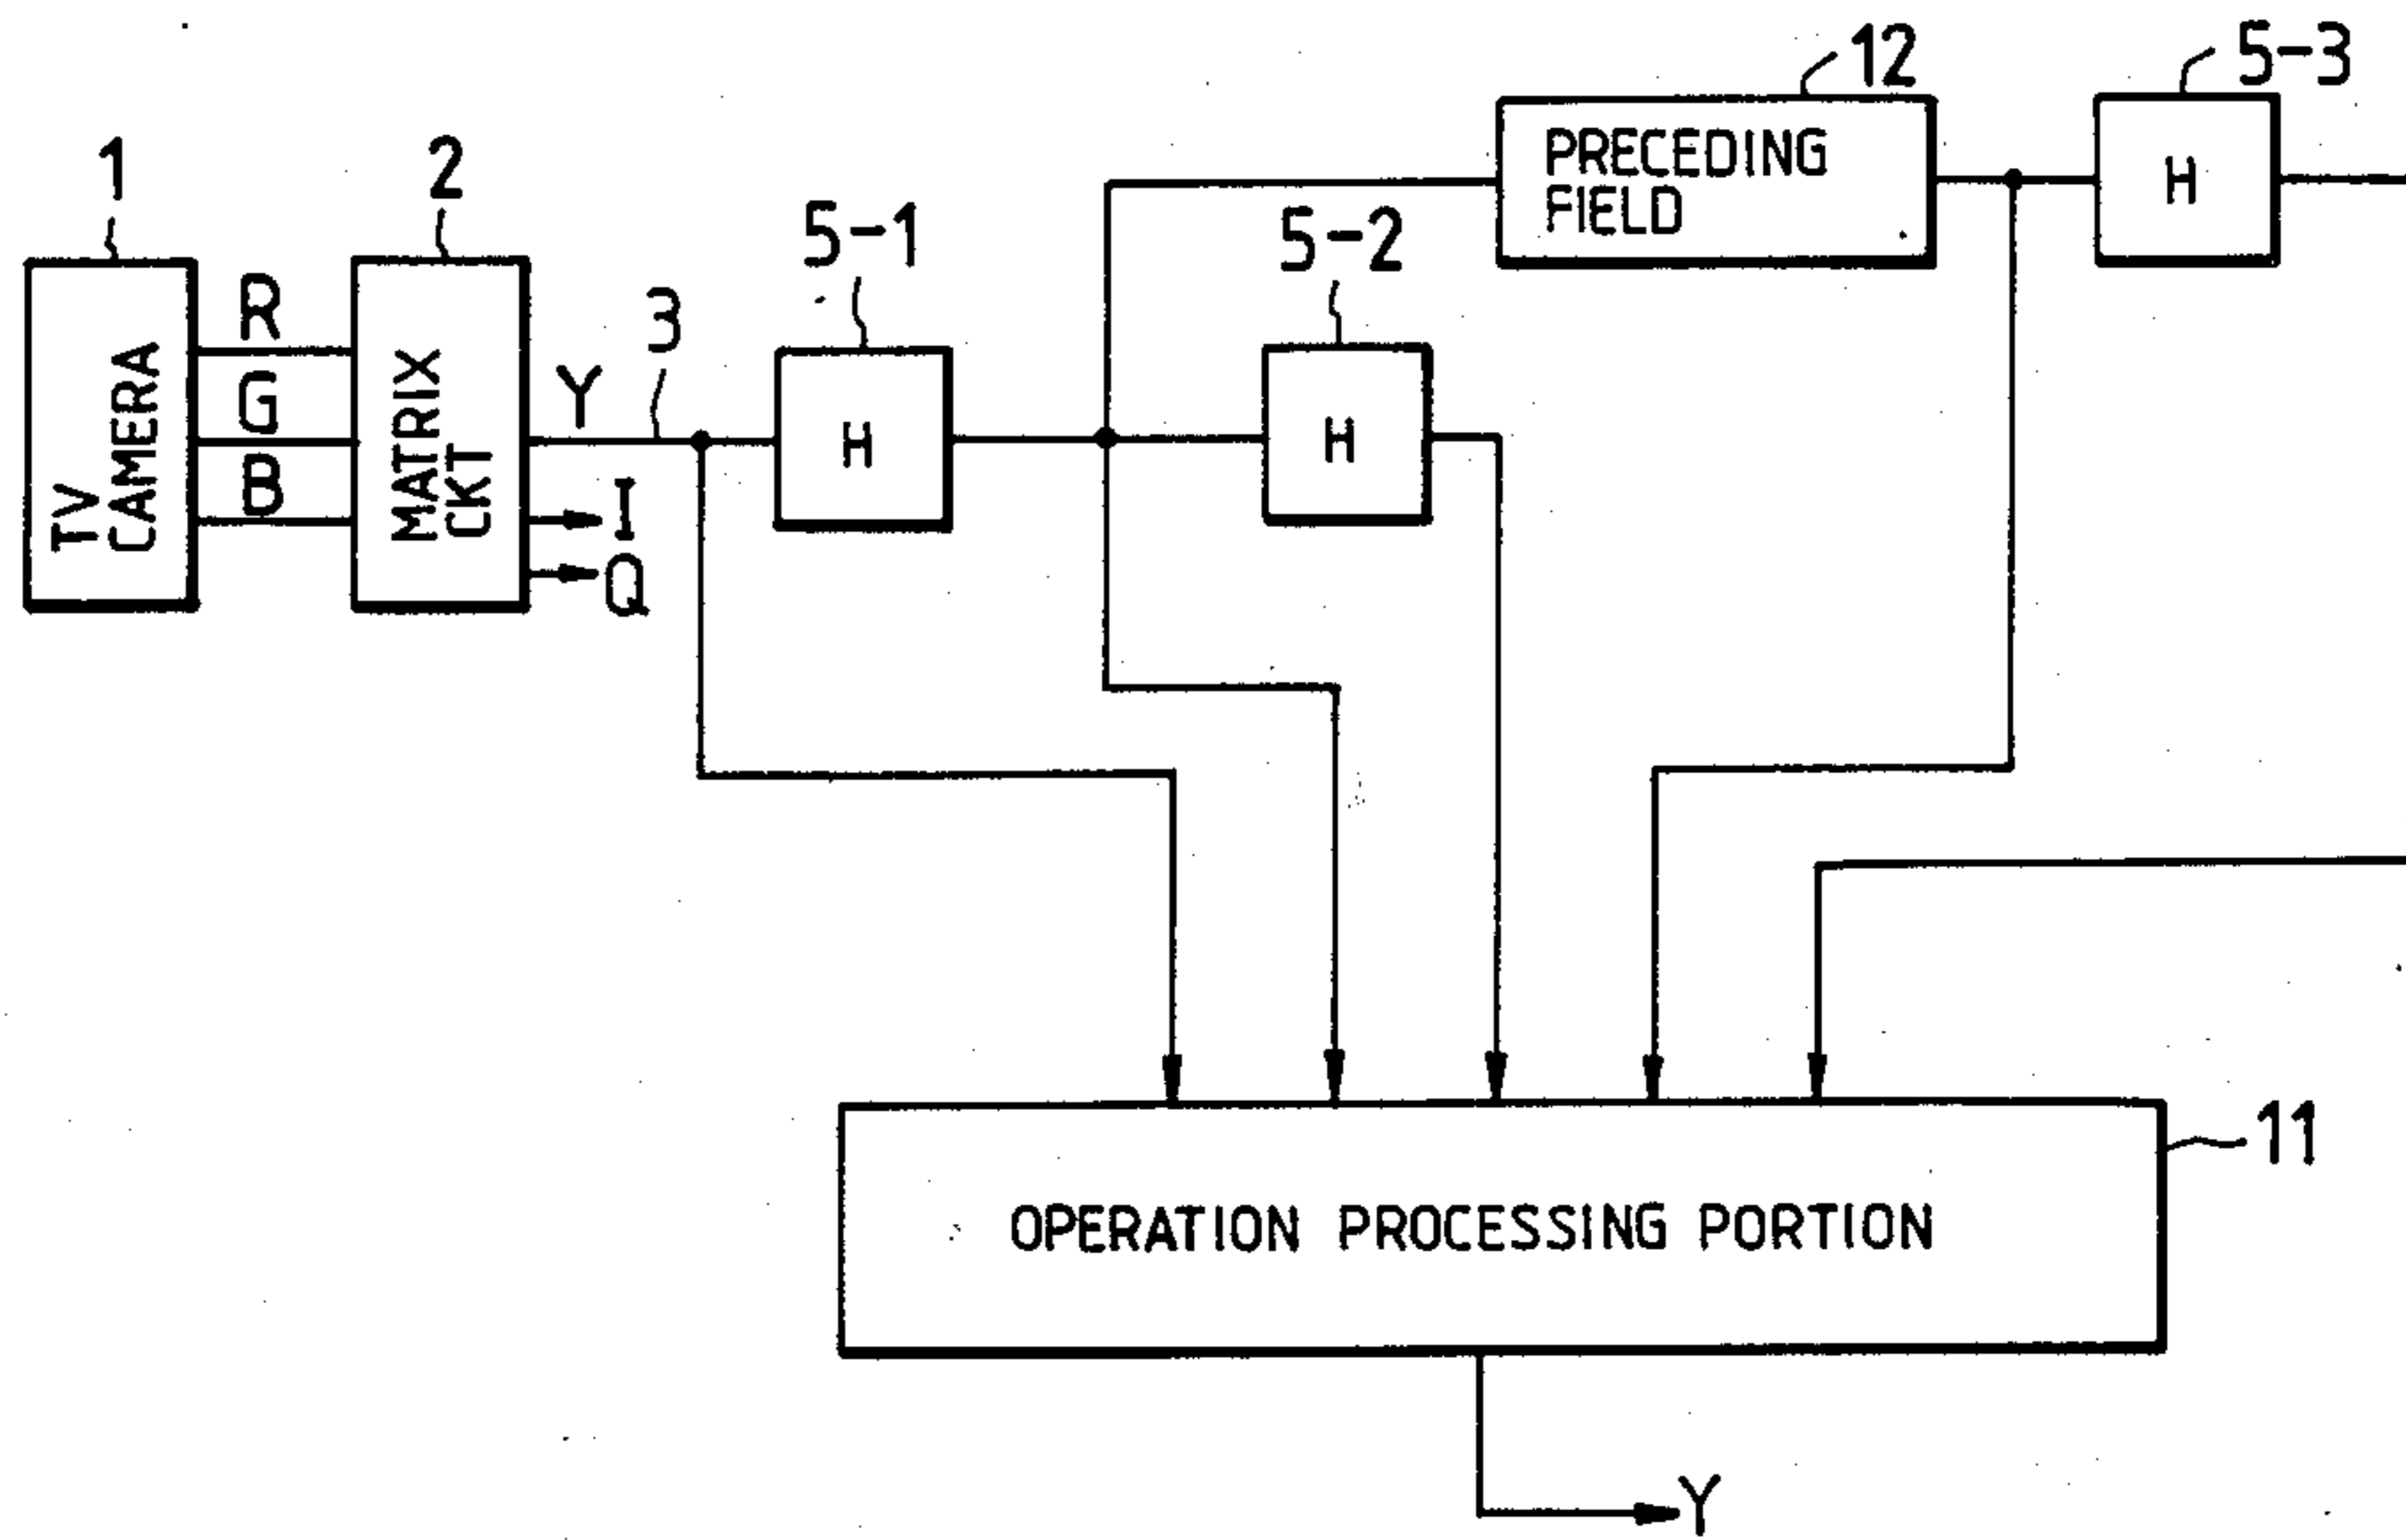 12
5-3
PRECEDING
FIELD
H
1
2
5-1
5-2
R
G
B
TV
CAMERA
MATRIX
CKT
Y
3
I
Q
H
H
11
OPERATION PROCESSING PORTION
Y